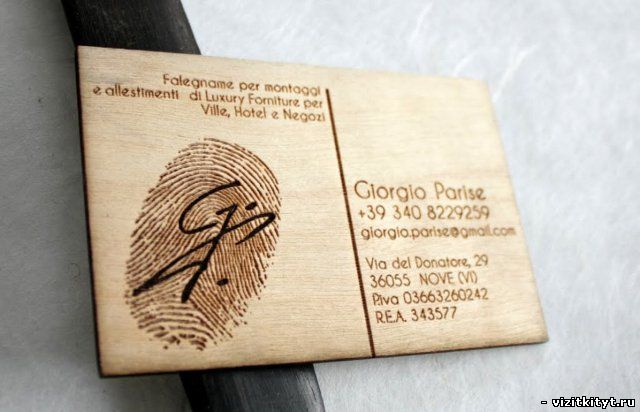 Falegname per montaggi
e allestimenti di Luxury Forniture per
Ville, Hotel e Negozi
G.
Giorgio Parise
+39 340 8229259
giorgio.parise@gmail.com
Via del Donatore, 29
36055 NOVE (VI)
P.iva 03663260242
R.E.A. 343577
- vizitkityt.ru